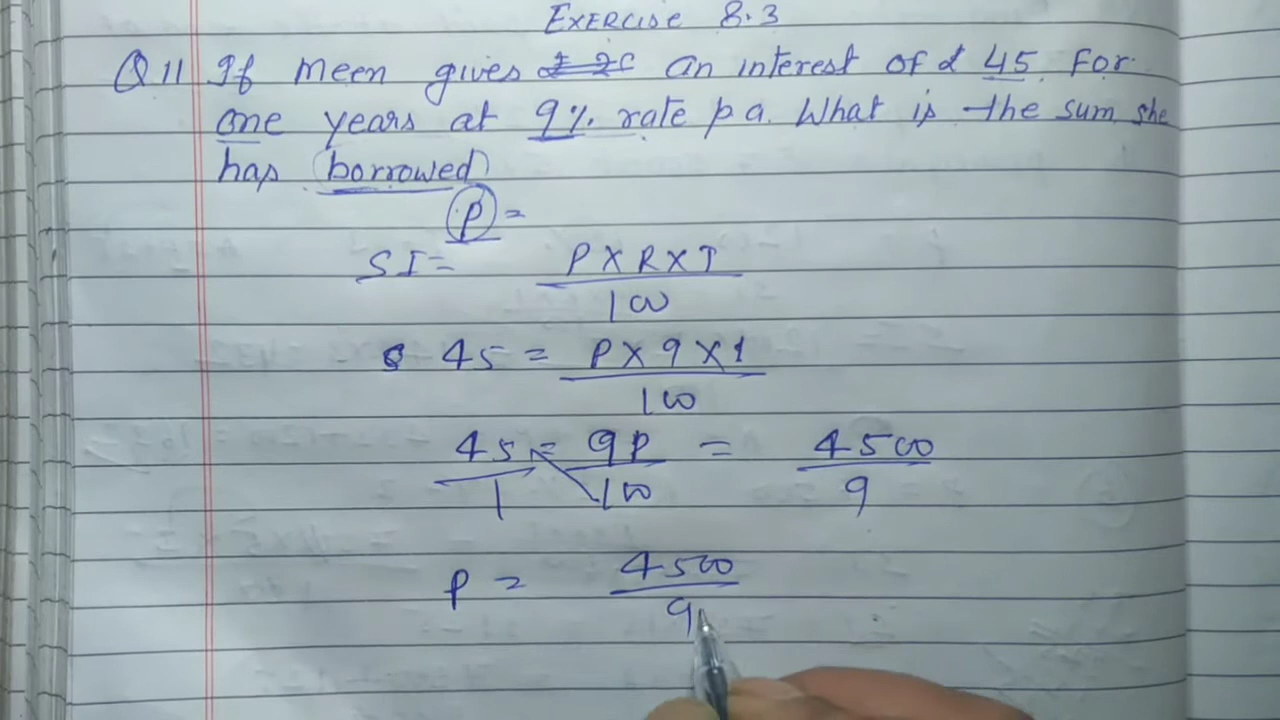 EXERCISE 8.3
Q 11 If meen gives an interest of ₹ 45 For
one years at 9% rate p a. What is the sum she
has borrowed
P =
SI = P X R X T / 100
45 = P X 9 X 1 / 100
45 / 1 = 9P / 100 = 4500 / 9
P = 4500 / 9